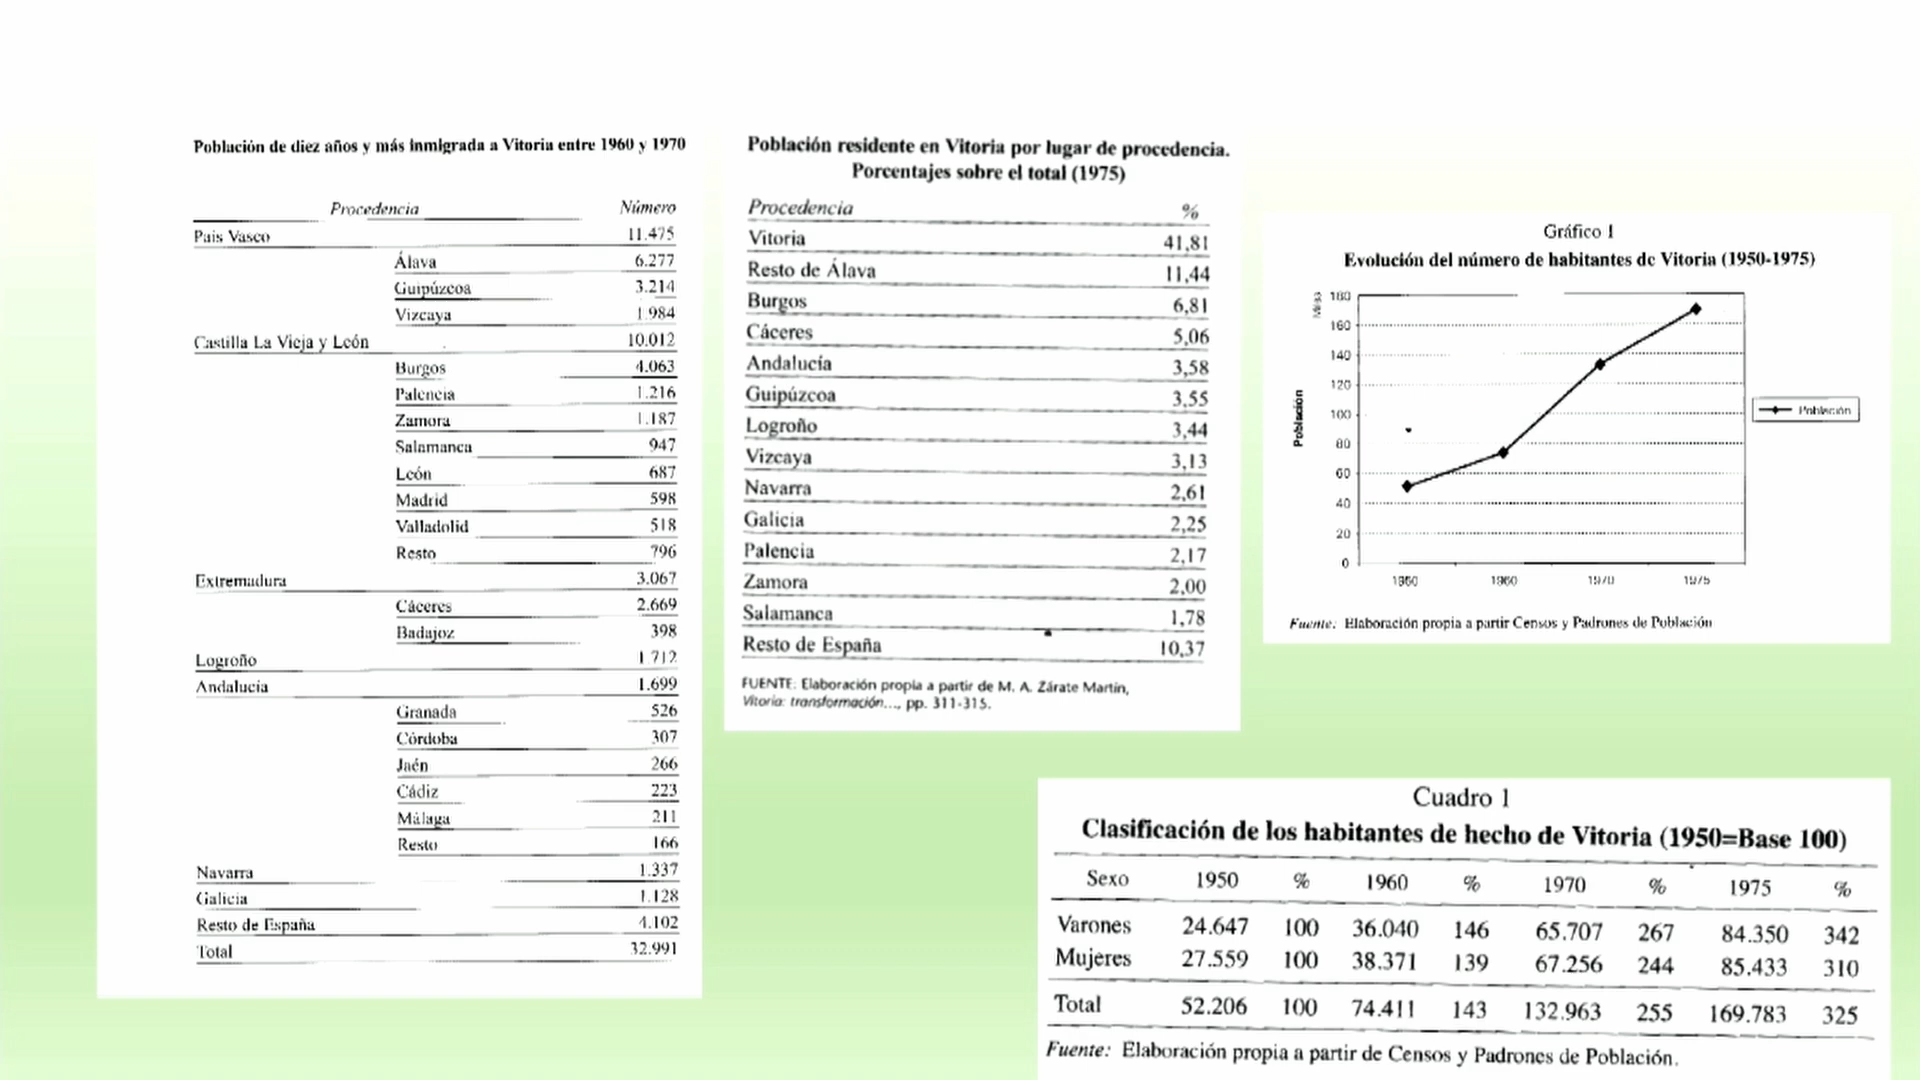 Población de diez años y más inmigrada a Vitoria entre 1960 y 1970
Procedencia Número
País Vasco 11.475
Álava 6.277
Guipúzcoa 3.214
Vizcaya 1.984
Castilla La Vieja y León 10.012
Burgos 4.063
Palencia 1.216
Zamora 1.187
Salamanca 947
León 687
Madrid 598
Valladolid 518
Resto 796
Extremadura 3.067
Cáceres 2.669
Badajoz 398
Logroño 1.712
Andalucía 1.699
Granada 526
Córdoba 307
Jaén 266
Cádiz 223
Málaga 211
Resto 166
Navarra 1.337
Galicia 1.128
Resto de España 4.102
Total 32.991
Población residente en Vitoria por lugar de procedencia.
Porcentajes sobre el total (1975)
Procedencia %
Vitoria 41,81
Resto de Álava 11,44
Burgos 6,81
Cáceres 5,06
Andalucía 3,58
Guipúzcoa 3,55
Logroño 3,44
Vizcaya 3,13
Navarra 2,61
Galicia 2,25
Palencia 2,17
Zamora 2,00
Salamanca 1,78
Resto de España 10,37
FUENTE: Elaboración propia a partir de M. A. Zárate Martín,
Vitoria: transformación..., pp. 311-315.
Gráfico 1
Evolución del número de habitantes de Vitoria (1950-1975)
Miles
180
160
140
120
100
80
60
40
20
0
Población
1950 1960 1970 1975
Población
Fuente: Elaboración propia a partir Censos y Padrones de Población
Cuadro 1
Clasificación de los habitantes de hecho de Vitoria (1950=Base 100)
Sexo 1950 % 1960 % 1970 % 1975 %
Varones 24.647 100 36.040 146 65.707 267 84.350 342
Mujeres 27.559 100 38.371 139 67.256 244 85.433 310
Total 52.206 100 74.411 143 132.963 255 169.783 325
Fuente: Elaboración propia a partir de Censos y Padrones de Población.